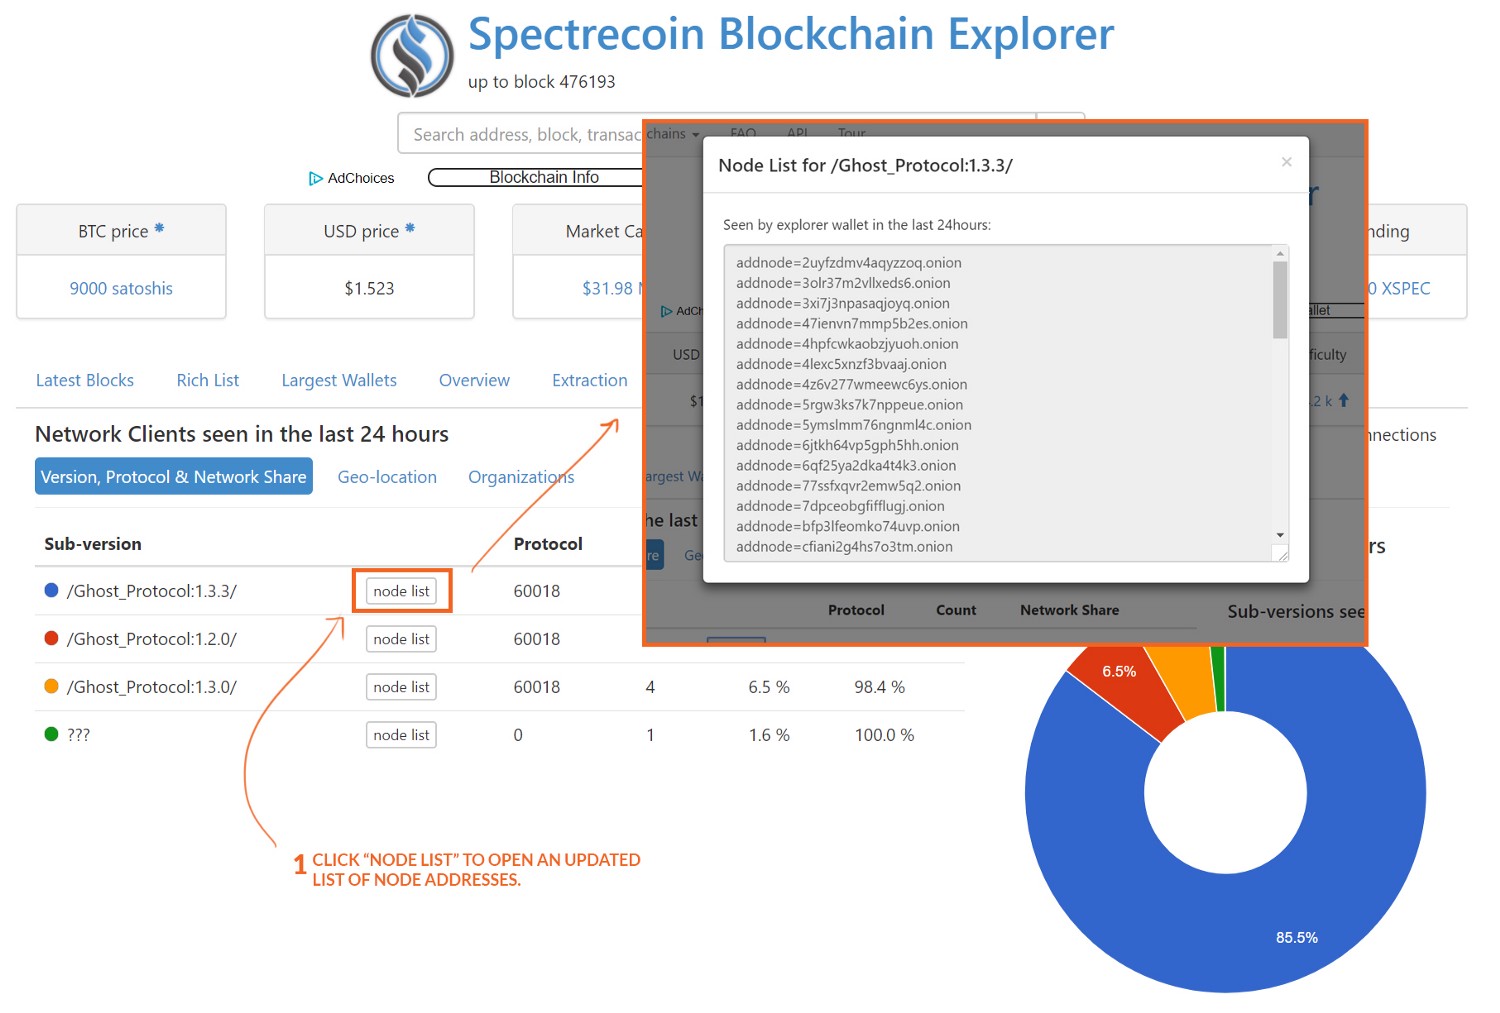 Spectrecoin Blockchain Explorer
up to block 476193
Search address, block, transac
AdChoices
Blockchain Info
BTC price *
9000 satoshis
USD price *
$1.523
Market Ca
$31.98
nding
0 XSPEC
Latest Blocks Rich List Largest Wallets Overview Extraction
nnections
Network Clients seen in the last 24 hours
Version, Protocol & Network Share Geo-location Organizations
Sub-version Protocol
/Ghost_Protocol:1.3.3/ node list 60018
/Ghost_Protocol:1.2.0/ node list 60018
/Ghost_Protocol:1.3.0/ node list 60018 4 6.5 % 98.4 %
??? node list 0 1 1.6 % 100.0 %
1 CLICK “NODE LIST” TO OPEN AN UPDATED
LIST OF NODE ADDRESSES.
chains FAQ API Tour
Node List for /Ghost_Protocol:1.3.3/ ×
Seen by explorer wallet in the last 24hours:
addnode=2uyfzdmv4aqyzzoq.onion
addnode=3olr37m2vllxeds6.onion
addnode=3xi7j3npasaqjoyq.onion
addnode=47ienvn7mmp5b2es.onion
addnode=4hpfcwkaobzjyuoh.onion
addnode=4lexc5xnzf3bvaaj.onion
addnode=4z6v277wmeewc6ys.onion
addnode=5rgw3ks7k7nppeue.onion
addnode=5ymslmm76ngnml4c.onion
addnode=6jtkh64vp5gph5hh.onion
addnode=6qf25ya2dka4t4k3.onion
addnode=77ssfxqvr2emw5q2.onion
addnode=7dpceobgfifflugj.onion
addnode=bfp3lfeomko74uvp.onion
addnode=cfiani2g4hs7o3tm.onion
AdCh
allet
USD
ficulty
$1
.2 k
argest Wa
he last
re Ge
rs
Protocol Count Network Share
Sub-versions see
6.5%
85.5%